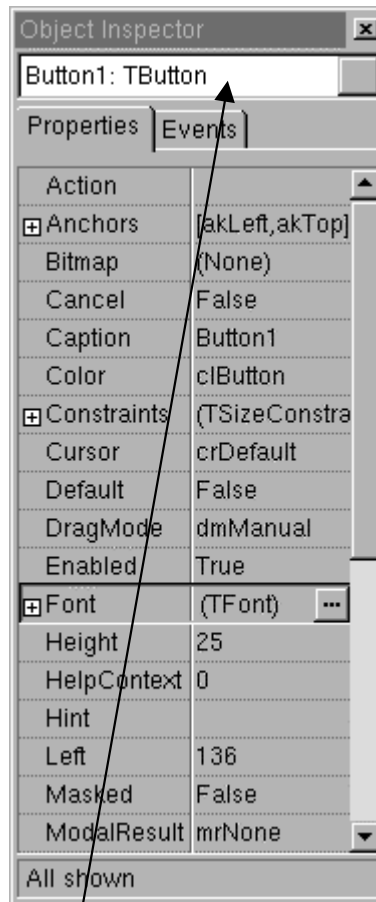 Object Inspector
Button1: TButton
Properties Events
Action
Anchors [akLeft,akTop]
Bitmap (None)
Cancel False
Caption Button1
Color clButton
Constraints (TSizeConstra
Cursor crDefault
Default False
DragMode dmManual
Enabled True
Font (TFont) ...
Height 25
HelpContext 0
Hint
Left 136
Masked False
ModalResult mrNone
All shown